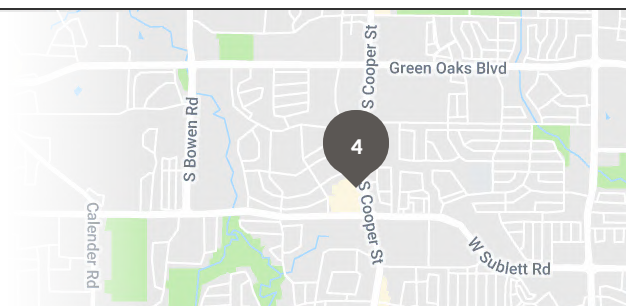 S Cooper St
Green Oaks Blvd
S Bowen Rd
4
S Cooper St
Calender Rd
W Sublett Rd